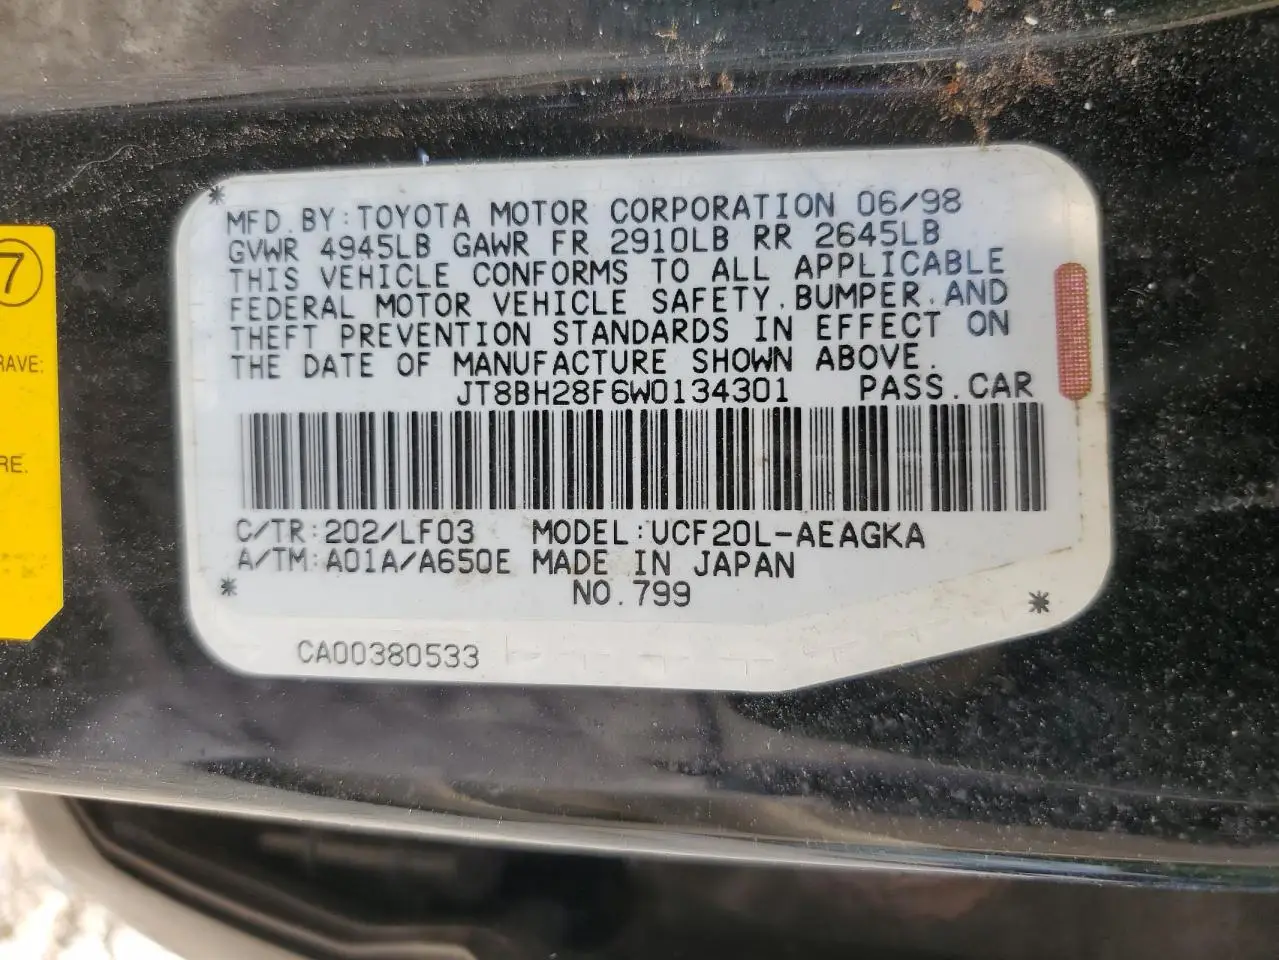 *
MFD. BY:TOYOTA MOTOR CORPORATION 06/98
GVWR 4945LB GAWR FR 2910LB RR 2645LB
THIS VEHICLE CONFORMS TO ALL APPLICABLE
FEDERAL MOTOR VEHICLE SAFETY,BUMPER,AND
THEFT PREVENTION STANDARDS IN EFFECT ON
THE DATE OF MANUFACTURE SHOWN ABOVE.
JT8BH28F6W0134301 PASS.CAR
C/TR:202/LF03 MODEL:UCF20L-AEAGKA
A/TM:A01A/A650E MADE IN JAPAN
* NO.799 *
CA00380533
7
RAVE:
RE.